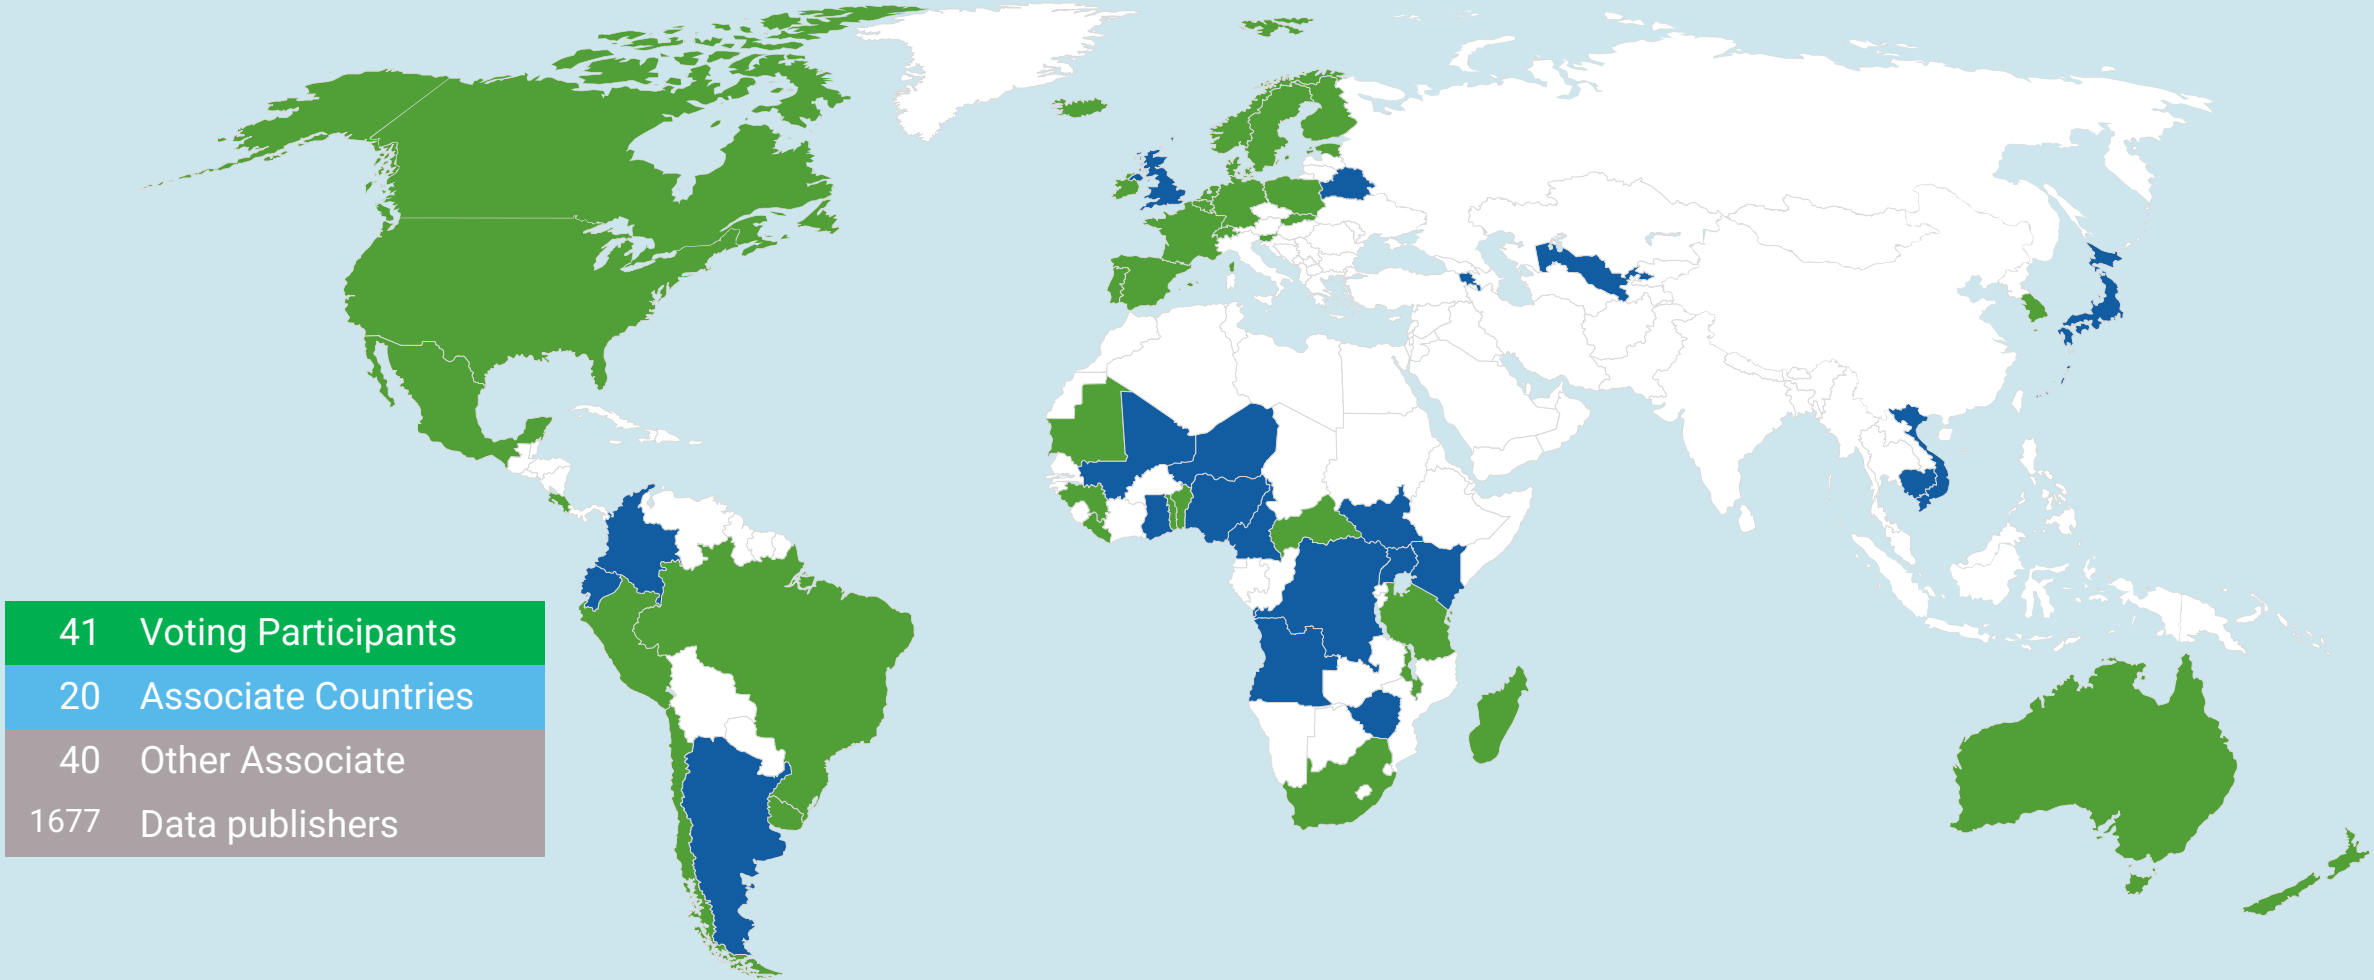 41 Voting Participants
20 Associate Countries
40 Other Associate
1677 Data publishers